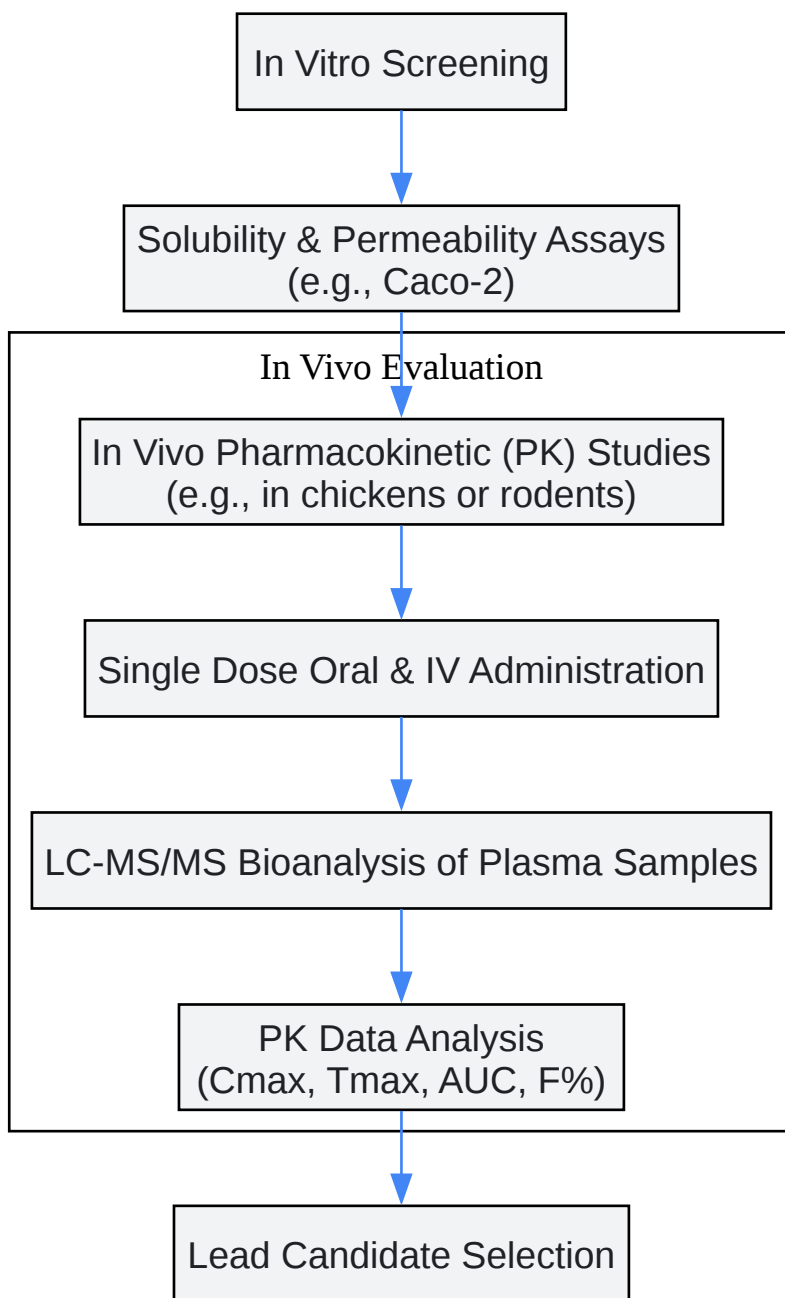 In Vitro Screening
Solubility & Permeability Assays
(e.g., Caco-2)
In Vivo Evaluation
In Vivo Pharmacokinetic (PK) Studies
(e.g., in chickens or rodents)
Single Dose Oral & IV Administration
LC-MS/MS Bioanalysis of Plasma Samples
PK Data Analysis
(Cmax, Tmax, AUC, F%)
Lead Candidate Selection